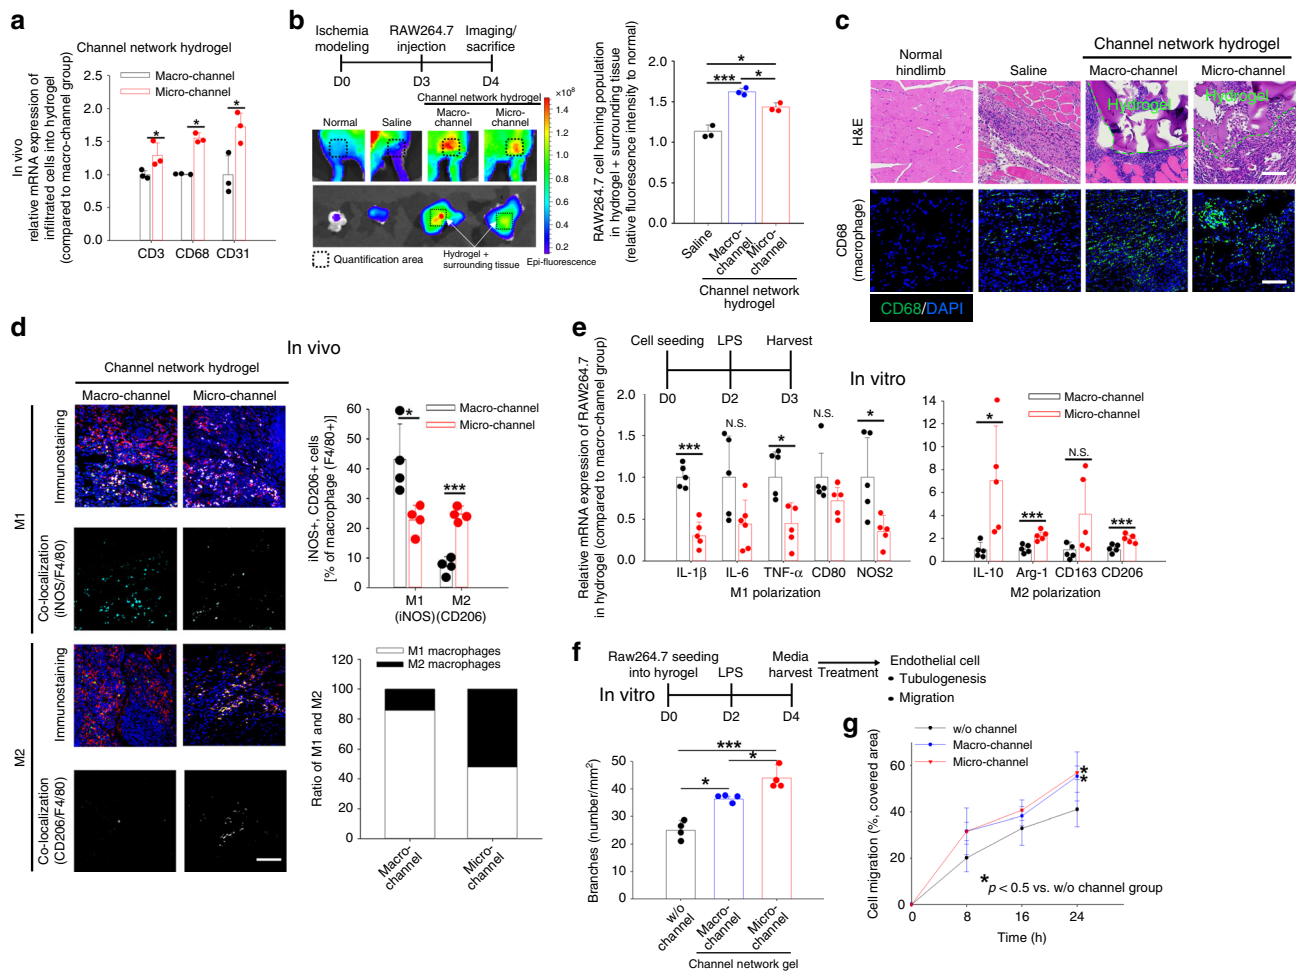 a
Channel network hydrogel
Macro-channel
Micro-channel
In vivo
relative mRNA expression of
infiltrated cells into hydrogel
(compared to macro-channel group)
2.5
2.0
1.5
1.0
0.5
0.0
*
*
*
CD3 CD68 CD31
b
Ischemia
modeling
RAW264.7
injection
Imaging/
sacrifice
D0
D3
D4
Channel network hydrogel
Normal
Saline
Macro-
channel
Micro-
channel
×10⁸
1.8
1.6
1.4
1.2
1.0
0.8
0.6
0.4
0.2
Quantification area
Hydrogel +
surrounding tissue
Epi-fluorescence
RAW264.7 cell homing population
in hydrogel + surrounding tissue
(relative fluorescence intensity to normal)
2.0
1.5
1.0
0.5
0.0
*
***
*
Saline
Macro-
channel
Micro-
channel
Channel network
hydrogel
c
Channel network hydrogel
Normal
hindlimb
Saline
Macro-channel
Micro-channel
H&E
Hydrogel
Hydrogel
CD68
(macrophage)
CD68/DAPI
d
In vivo
Channel network hydrogel
Macro-channel
Micro-channel
M1
Immunostaining
Co-localization
(iNOS/F4/80)
M2
Immunostaining
Co-localization
(CD206/F4/80)
iNOS+, CD206+ cells
[% of macrophage (F4/80+)]
60
50
40
30
20
10
0
Macro-channel
Micro-channel
*
***
M1
(iNOS)
M2
(CD206)
Ratio of M1 and M2
120
100
80
60
40
20
0
M1 macrophages
M2 macrophages
Macro-
channel
Micro-
channel
e
Cell seeding
LPS
Harvest
D0
D2
D3
In vitro
Relative mRNA expression of RAW264.7
in hydrogel (compared to macro-channel group)
2.0
1.5
1.0
0.5
0.0
***
N.S.
*
N.S.
*
IL-1β IL-6 TNF-α CD80 NOS2
M1 polarization
14
12
10
8
6
4
2
0
Macro-channel
Micro-channel
*
***
N.S.
***
IL-10 Arg-1 CD163 CD206
M2 polarization
f
Raw264.7 seeding
into hyrogel
LPS
Media
harvest
Treatment
Endothelial cell
Tubulogenesis
Migration
In vitro
D0
D2
D4
Branches (number/mm²)
50
40
30
20
10
0
***
*
*
w/o
channel
Macro-
channel
Micro-
channel
Channel network gel
g
w/o channel
Macro-channel
Micro-channel
Cell migration (%, covered area)
60
40
20
0
*
*
* p < 0.5 vs. w/o channel group
0
8
16
24
Time (h)